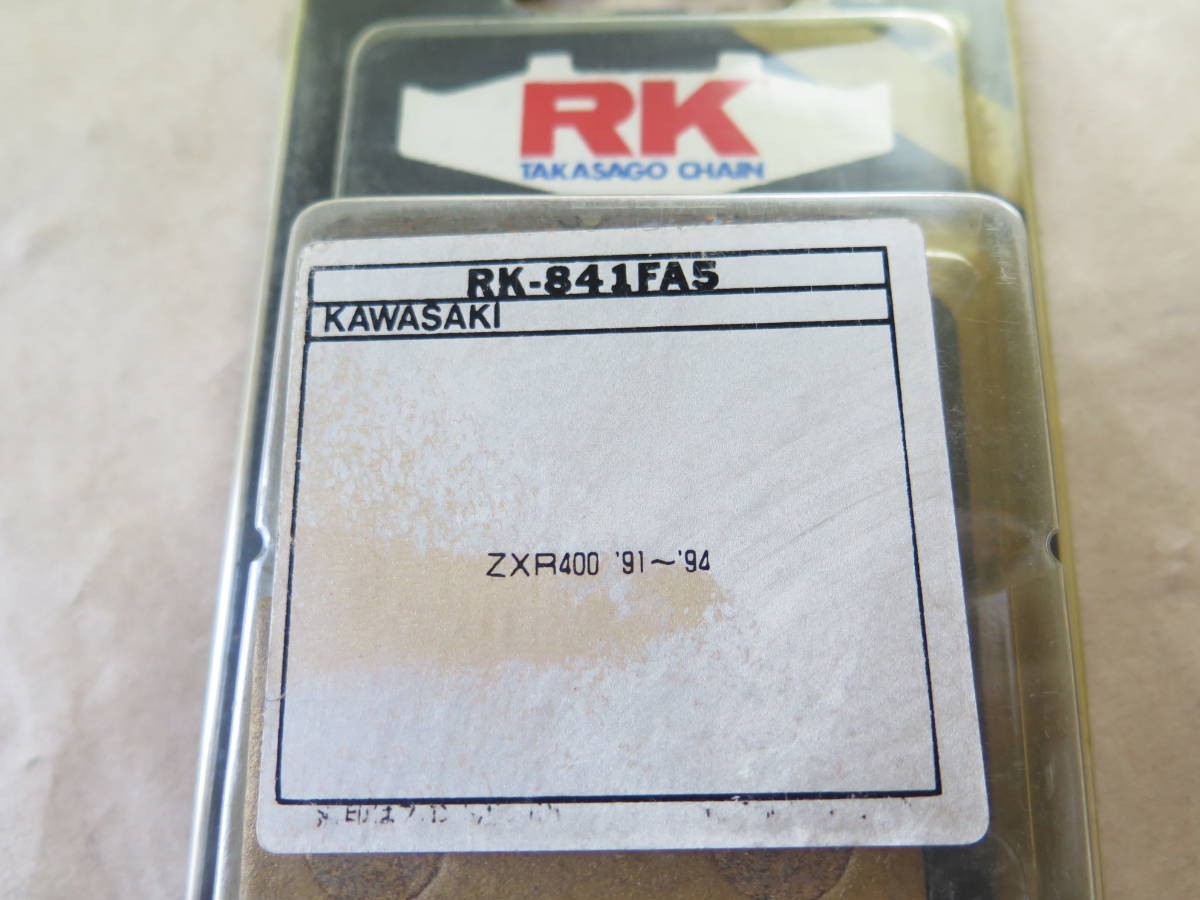 RK
TAKASAGO CHAIN
RK-841FA5
KAWASAKI
ZXR400 '91～'94